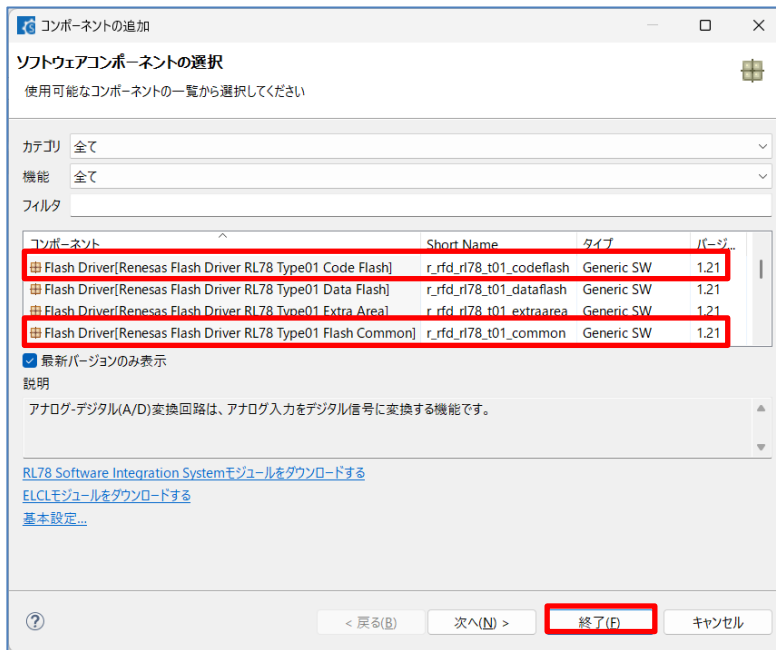 コンポーネントの追加
ソフトウェアコンポーネントの選択
使用可能なコンポーネントの一覧から選択してください
カテゴリ 全て
機能 全て
フィルタ
コンポーネント Short Name タイプ バージ...
Flash Driver[Renesas Flash Driver RL78 Type01 Code Flash] r_rfd_rl78_t01_codeflash Generic SW 1.21
Flash Driver[Renesas Flash Driver RL78 Type01 Data Flash] r_rfd_rl78_t01_dataflash Generic SW 1.21
Flash Driver[Renesas Flash Driver RL78 Type01 Extra Area] r_rfd_rl78_t01_extraarea Generic SW 1.21
Flash Driver[Renesas Flash Driver RL78 Type01 Flash Common] r_rfd_rl78_t01_common Generic SW 1.21
最新バージョンのみ表示
説明
アナログ-デジタル(A/D)変換回路は、アナログ入力をデジタル信号に変換する機能です。
RL78 Software Integration Systemモジュールをダウンロードする
ELCLモジュールをダウンロードする
基本設定...
< 戻る(B) 次へ(N) > 終了(F) キャンセル